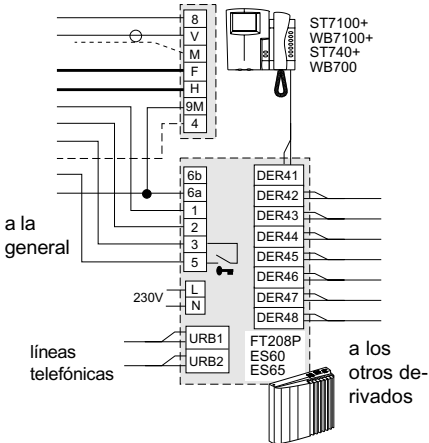 8
V
M
F
H
9M
4
ST7100+
WB7100+
ST740+
WB700
6b
6a
1
2
3
5
L
N
230V
URB1
URB2
DER41
DER42
DER43
DER44
DER45
DER46
DER47
DER48
FT208P
ES60
ES65
a la
general
líneas
telefónicas
a los
otros de-
rivados